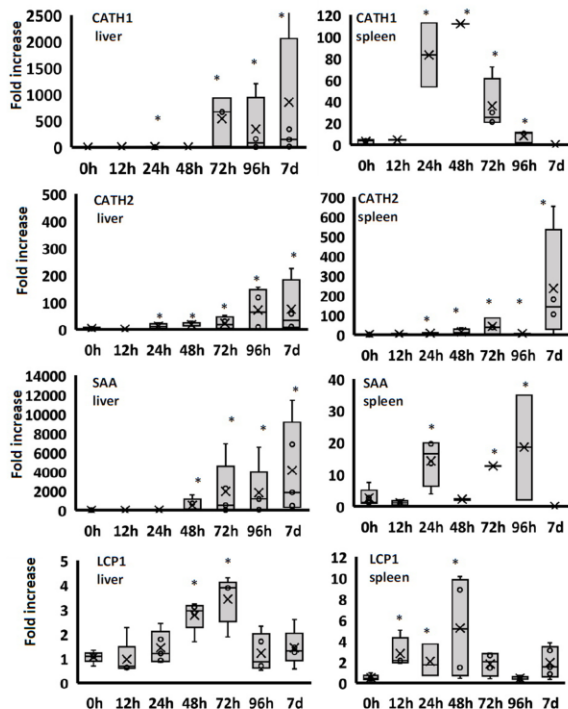 CATH1
liver
Fold increase
2500
2000
1500
1000
500
0
* * * *
0h 12h 24h 48h 72h 96h 7d
CATH1
spleen
120
100
80
60
40
20
0
* * * *
0h 12h 24h 48h 72h 96h 7d
CATH2
liver
Fold increase
500
400
300
200
100
0
* * * * *
0h 12h 24h 48h 72h 96h 7d
CATH2
spleen
700
600
500
400
300
200
100
0
* * * * *
0h 12h 24h 48h 72h 96h 7d
SAA
liver
Fold increase
14000
12000
10000
8000
6000
4000
2000
0
* * * *
0h 12h 24h 48h 72h 96h 7d
SAA
spleen
40
30
20
10
0
* * *
0h 12h 24h 48h 72h 96h 7d
LCP1
liver
Fold increase
5
4
3
2
1
0
* *
0h 12h 24h 48h 72h 96h 7d
LCP1
spleen
12
10
8
6
4
2
0
* * *
0h 12h 24h 48h 72h 96h 7d